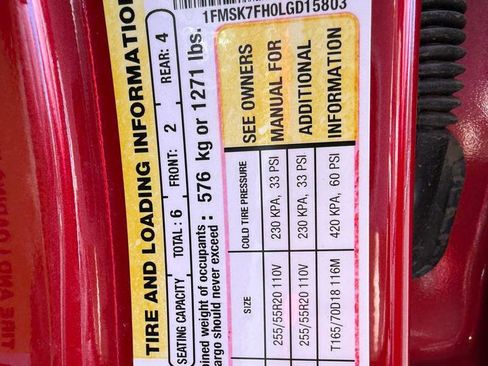 1FMSK7FH0LGD15803
TIRE AND LOADING INFORMATION
SEATING CAPACITY TOTAL: 6 FRONT: 2 REAR: 4
bined weight of occupants
argo should never exceed: 576 kg or 1271 lbs.
SIZE COLD TIRE PRESSURE SEE OWNERS
MANUAL FOR
ADDITIONAL
INFORMATION
255/55R20 110V 230 KPA, 33 PSI
255/55R20 110V 230 KPA, 33 PSI
T165/70D18 116M 420 KPA, 60 PSI